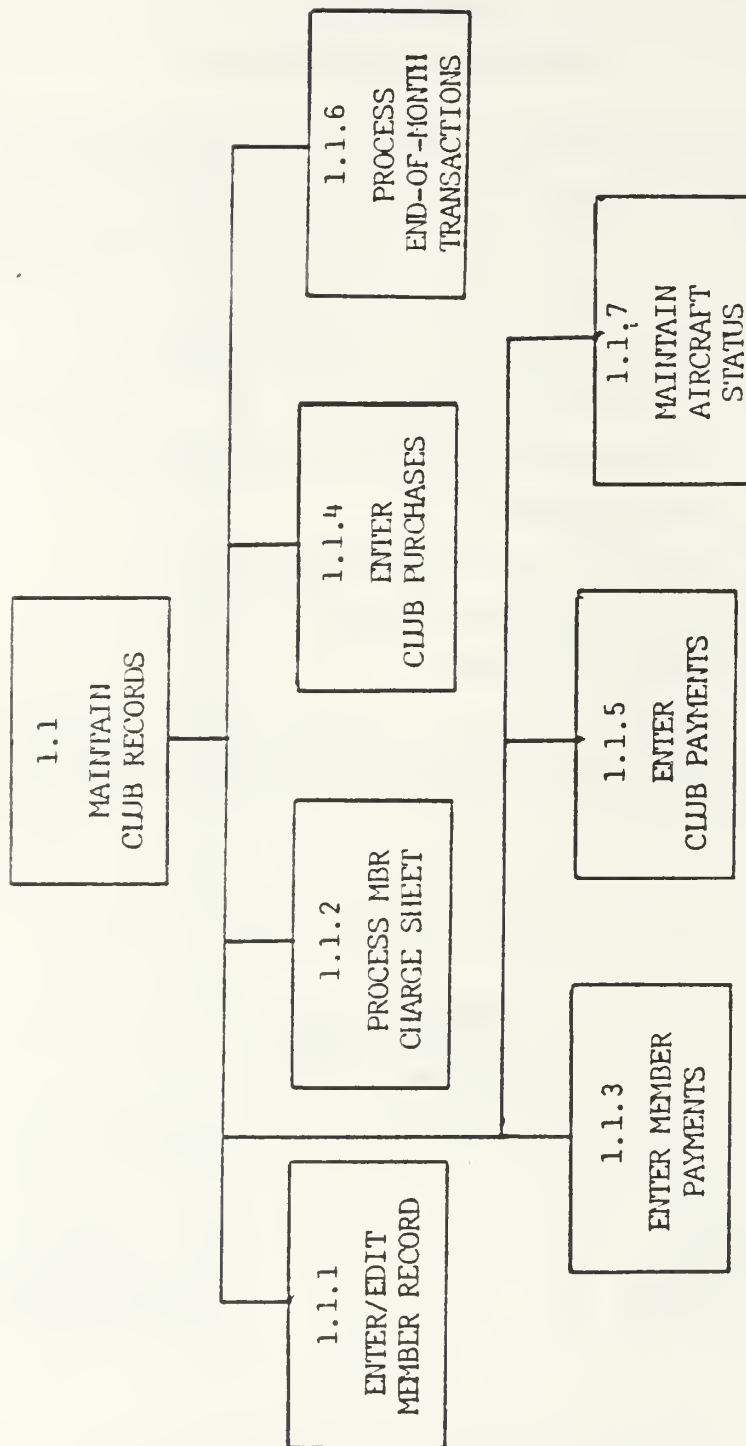 1.1
MAINTAIN
CLUB RECORDS
1.1.1
ENTER/EDIT
MEMBER RECORD
1.1.2
PROCESS MBR
CHARGE SHEET
1.1.4
ENTER
CLUB PURCHASES
1.1.6
PROCESS
END-OF-MONTH
TRANSACTIONS
1.1.3
ENTER MEMBER
PAYMENTS
1.1.5
ENTER
CLUB PAYMENTS
1.1.7
MAINTAIN
AIRCRAFT
STATUS